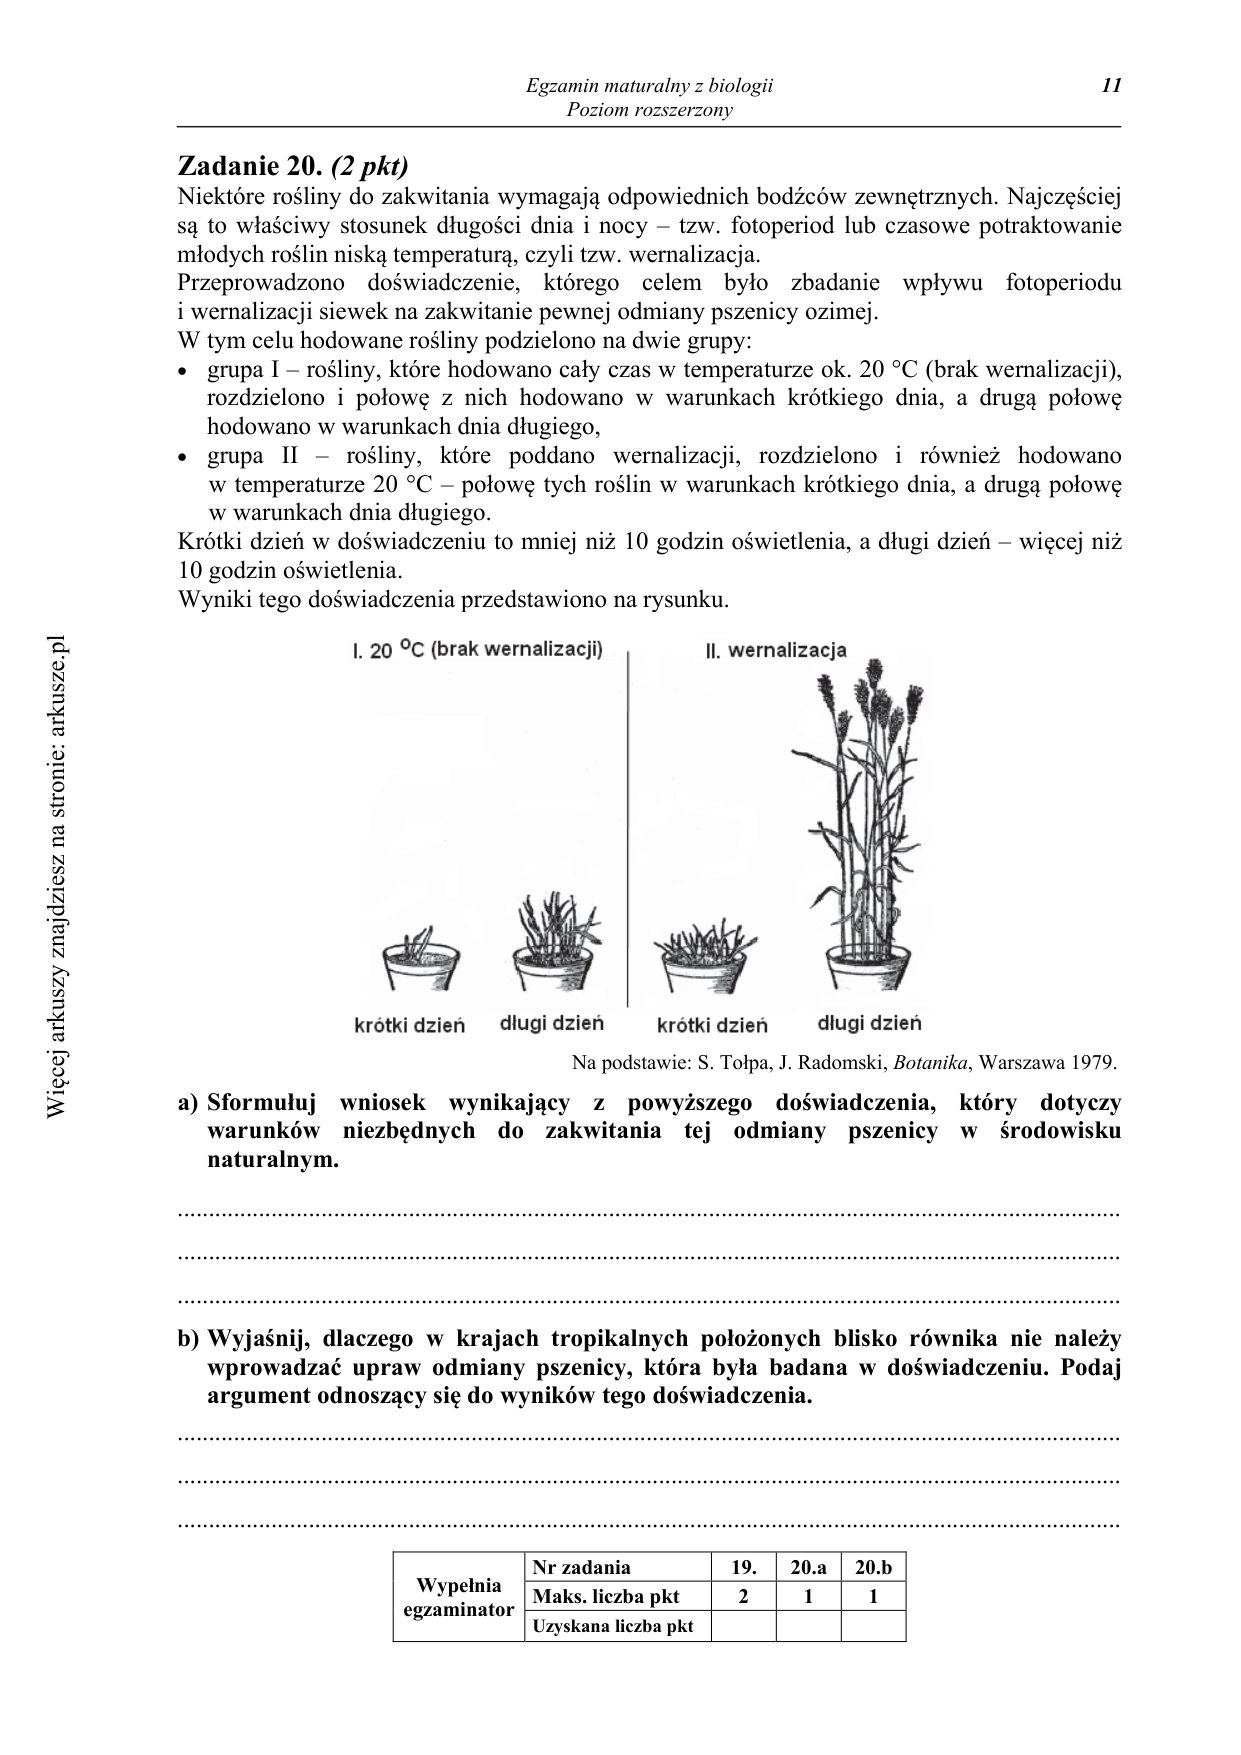 Egzamin maturalny z biologii
Poziom rozszerzony
11
Zadanie 20. (2 pkt)
Niektóre rośliny do zakwitania wymagają odpowiednich bodźców zewnętrznych. Najczęściej
są to właściwy stosunek długości dnia i nocy – tzw. fotoperiod lub czasowe potraktowanie
młodych roślin niską temperaturą, czyli tzw. wernalizacja.
Przeprowadzono doświadczenie, którego celem było zbadanie wpływu fotoperiodu
i wernalizacji siewek na zakwitanie pewnej odmiany pszenicy ozimej.
W tym celu hodowane rośliny podzielono na dwie grupy:
• grupa I – rośliny, które hodowano cały czas w temperaturze ok. 20 °C (brak wernalizacji),
rozdzielono i połowę z nich hodowano w warunkach krótkiego dnia, a drugą połowę
hodowano w warunkach dnia długiego,
• grupa II – rośliny, które poddano wernalizacji, rozdzielono i również hodowano
w temperaturze 20 °C – połowę tych roślin w warunkach krótkiego dnia, a drugą połowę
w warunkach dnia długiego.
Krótki dzień w doświadczeniu to mniej niż 10 godzin oświetlenia, a długi dzień – więcej niż
10 godzin oświetlenia.
Wyniki tego doświadczenia przedstawiono na rysunku.
I. 20 °C (brak wernalizacji)
II. wernalizacja
krótki dzień długi dzień krótki dzień długi dzień
Na podstawie: S. Tołpa, J. Radomski, Botanika, Warszawa 1979.
a) Sformułuj wniosek wynikający z powyższego doświadczenia, który dotyczy
warunków niezbędnych do zakwitania tej odmiany pszenicy w środowisku
naturalnym.
b) Wyjaśnij, dlaczego w krajach tropikalnych położonych blisko równika nie należy
wprowadzać upraw odmiany pszenicy, która była badana w doświadczeniu. Podaj
argument odnoszący się do wyników tego doświadczenia.
Wypełnia
egzaminator
Nr zadania 19. 20.a 20.b
Maks. liczba pkt 2 1 1
Uzyskana liczba pkt
Więcej arkuszy znajdziesz na stronie: arkusze.pl